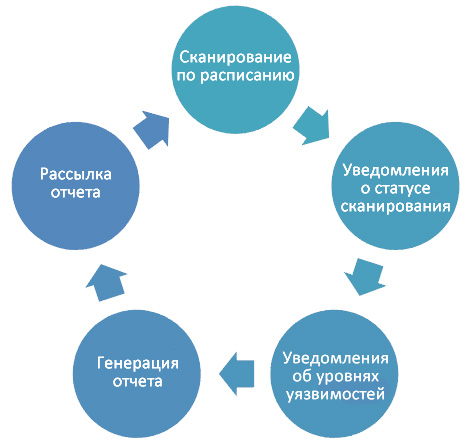 Сканирование
по расписанию
Уведомления
о статусе
сканирования
Уведомления
об уровнях
уязвимостей
Генерация
отчета
Рассылка
отчета